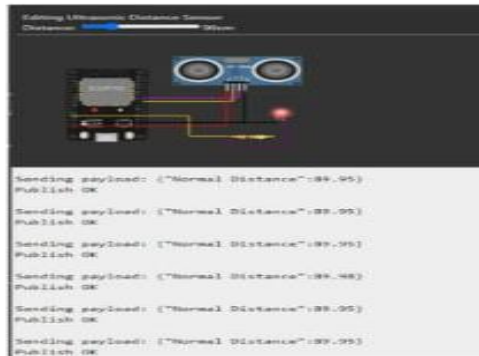 Editing Ultrasonic Distance Sensor
Distance:
Sending payload: {"Normal Distance":89.95}
Publish OK
Sending payload: {"Normal Distance":89.95}
Publish OK
Sending payload: {"Normal Distance":89.95}
Publish OK
Sending payload: {"Normal Distance":89.48}
Publish OK
Sending payload: {"Normal Distance":89.95}
Publish OK
Sending payload: {"Normal Distance":89.95}
Publish OK